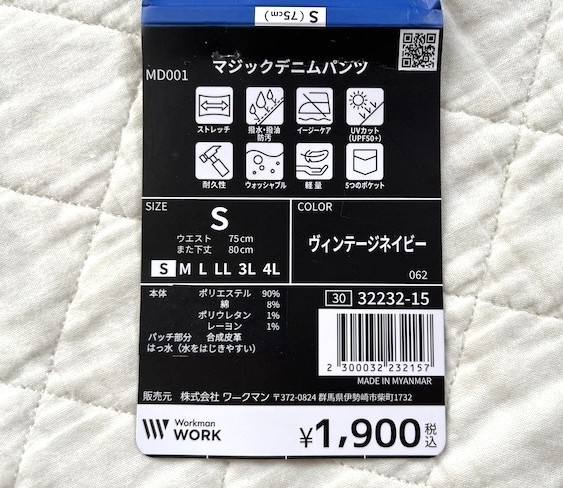 S (75cm)
MD001
マジックデニムパンツ
ストレッチ
撥水・撥油
防汚
イージーケア
UVカット
(UPF50+)
耐久性
ウォッシャブル
軽量
5つのポケット
SIZE
S
ウエスト 75cm
また下丈 80cm
S M L LL 3L 4L
COLOR
ヴィンテージネイビー
062
本体 ポリエステル 90%
綿 8%
ポリウレタン 1%
レーヨン 1%
パッチ部分 合成皮革
はっ水（水をはじきやすい）
30 32232-15
2 300032 232157
MADE IN MYANMAR
販売元 株式会社 ワークマン 〒372-0824 群馬県伊勢崎市柴町1732
Workman
WORK
¥1,900税込